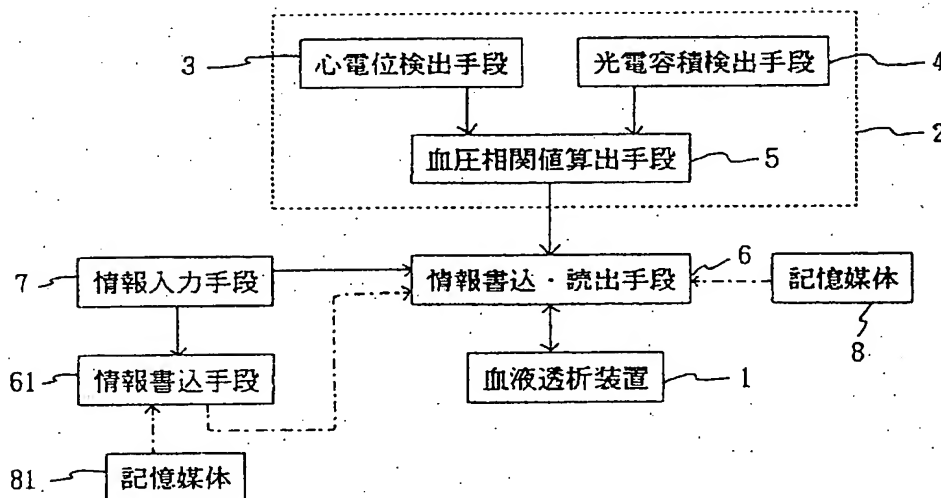 3
心電位検出手段
光電容積検出手段
4
2
血圧相関値算出手段
5
7
情報入力手段
情報書込・読出手段
6
記憶媒体
8
61
情報書込手段
血液透析装置
1
81
記憶媒体